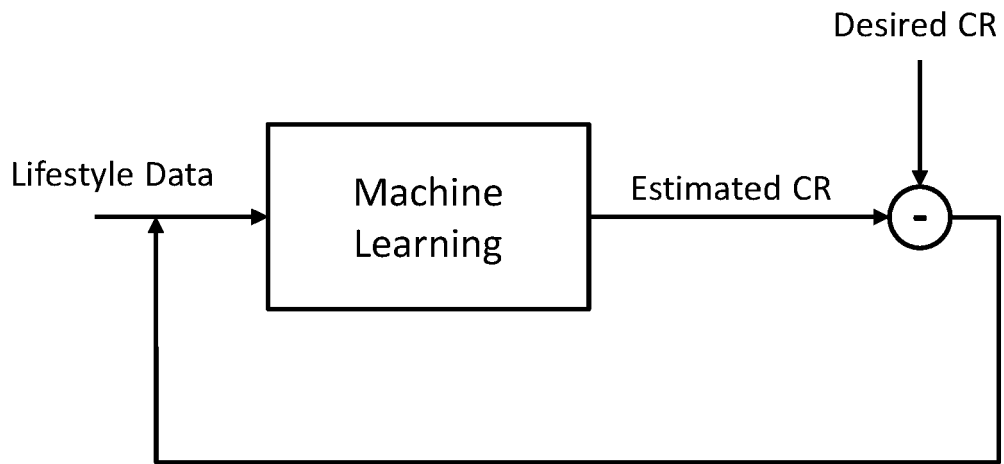 Desired CR
Lifestyle Data
Machine
Learning
Estimated CR
-